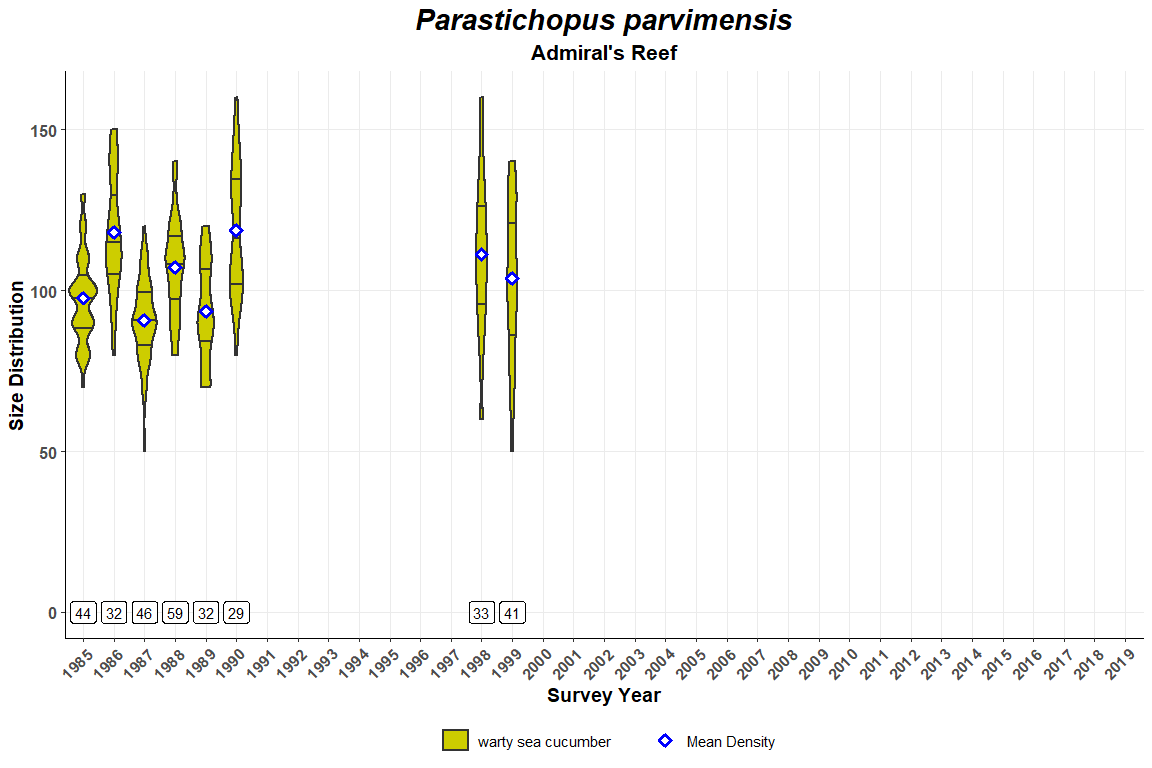 Parastichopus parvimensis
Admiral's Reef
Size Distribution
150
100
50
0
44 32 46 59 32 29 33 41
1985 1986 1987 1988 1989 1990 1991 1992 1993 1994 1995 1996 1997 1998 1999 2000 2001 2002 2003 2004 2005 2006 2007 2008 2009 2010 2011 2012 2013 2014 2015 2016 2017 2018 2019
Survey Year
warty sea cucumber Mean Density